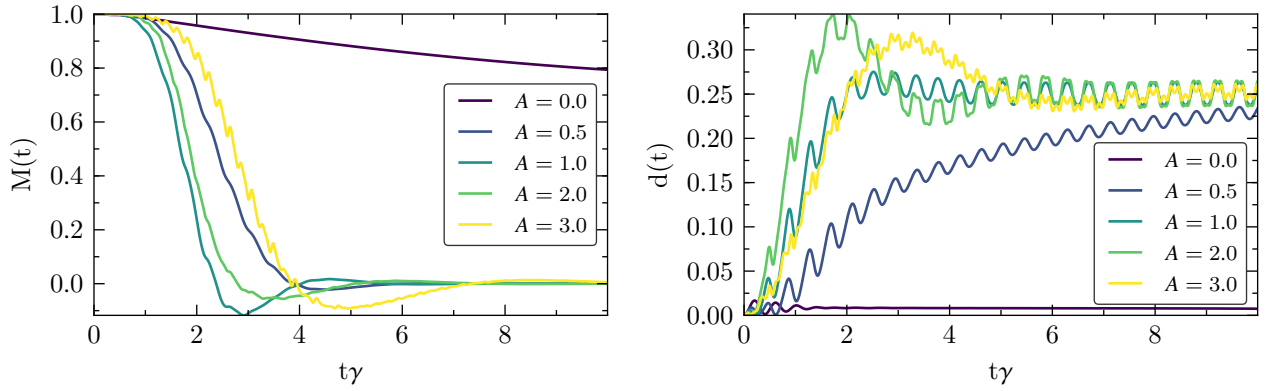 1.0
0.8
0.6
0.4
0.2
0.0
M(t)
0
2
4
6
8
tγ
A = 0.0
A = 0.5
A = 1.0
A = 2.0
A = 3.0
0.30
0.25
0.20
0.15
0.10
0.05
0.00
d(t)
0
2
4
6
8
tγ
A = 0.0
A = 0.5
A = 1.0
A = 2.0
A = 3.0